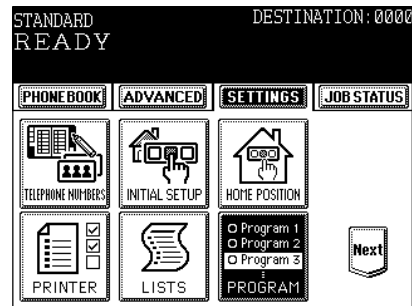 STANDARD DESTINATION:0000
READY
PHONE BOOK ADVANCED SETTINGS JOB STATUS
TELEPHONE NUMBERS INITIAL SETUP HOME POSITION
Program 1
Program 2
Program 3
Next
PRINTER LISTS PROGRAM